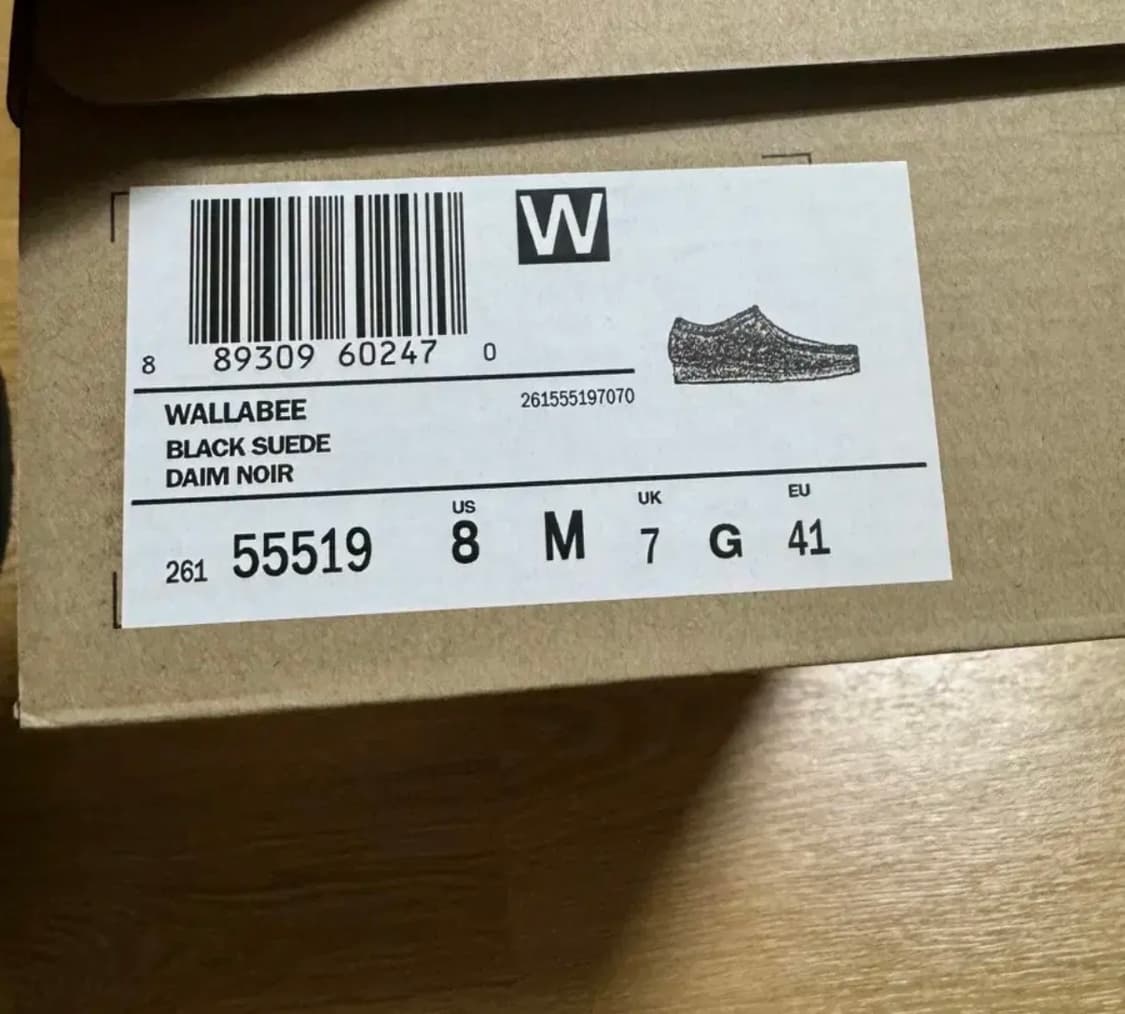 W
8 89309 60247 0
261555197070
WALLABEE
BLACK SUEDE
DAIM NOIR
US UK EU
261 55519 8 M 7 G 41